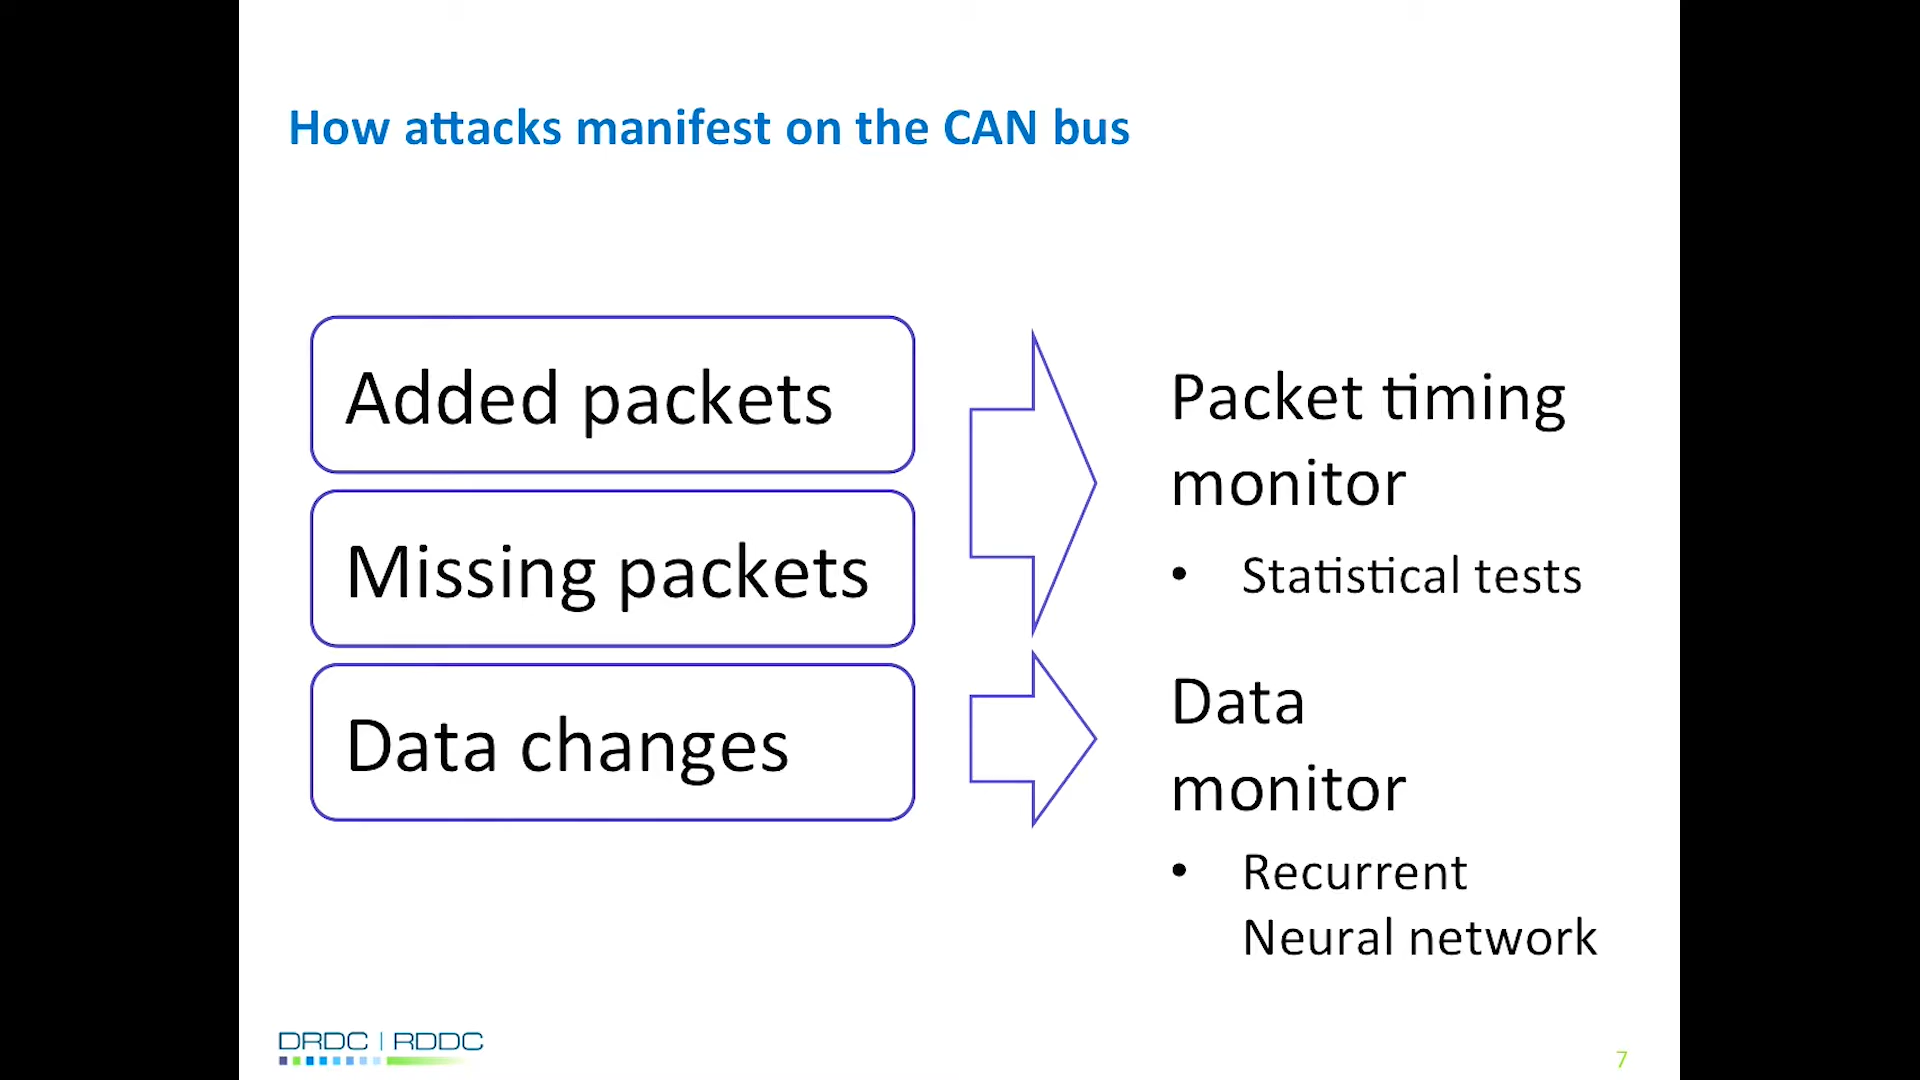 How attacks manifest on the CAN bus
Added packets
Missing packets
Data changes
Packet timing
monitor
• Statistical tests
Data
monitor
• Recurrent
Neural network
DRDC | RDDC
7